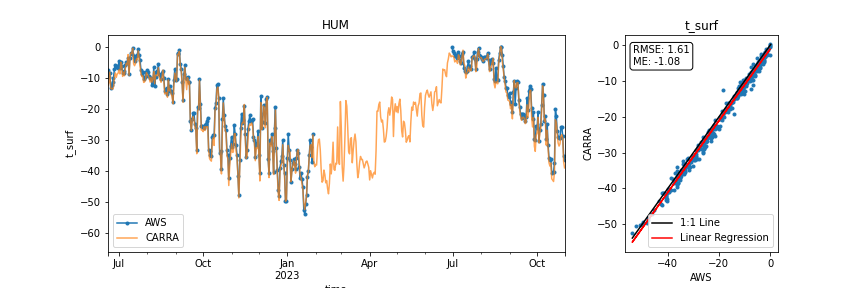 HUM
t_surf
0
−10
−20
−30
−40
−50
−60
AWS
CARRA
Jul
Oct
Jan
2023
Apr
Jul
Oct
time
t_surf
RMSE: 1.61
ME: -1.08
CARRA
0
−10
−20
−30
−40
−50
1:1 Line
Linear Regression
−40
−20
0
AWS